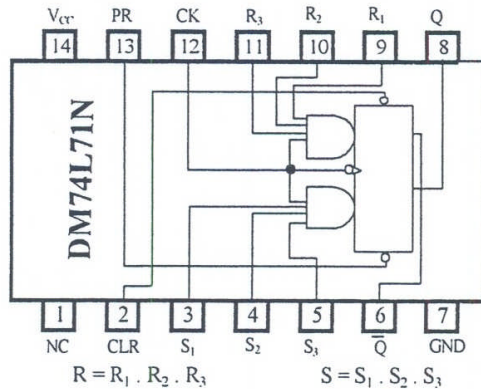 Vcc PR CK R3 R2 R1 Q
14 13 12 11 10 9 8
DM74L71N
1 2 3 4 5 6 7
NC CLR S1 S2 S3 Q̅ GND
R = R1 . R2 . R3 S = S1 . S2 . S3